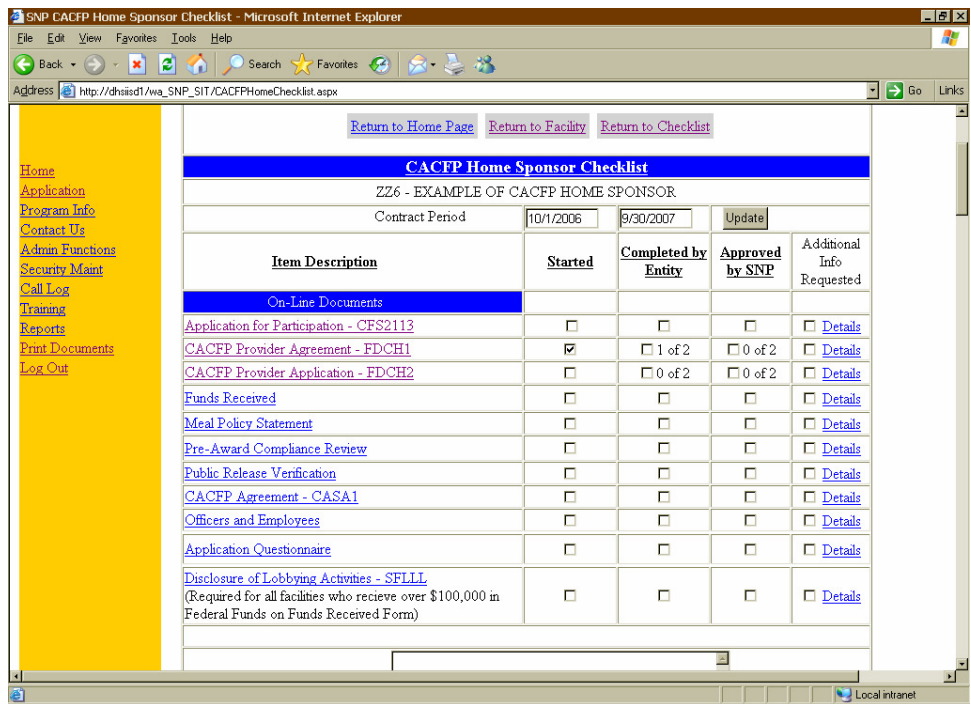 SNP CACFP Home Sponsor Checklist - Microsoft Internet Explorer
File Edit View Favorites Tools Help
Back Search Favorites
Address http://dhsiisd1/wa_SNP_SIT/CACFPHomeChecklist.aspx Go Links
Return to Home Page Return to Facility Return to Checklist
Home
Application
Program Info
Contact Us
Admin Functions
Security Maint
Call Log
Training
Reports
Print Documents
Log Out
CACFP Home Sponsor Checklist
ZZ6 - EXAMPLE OF CACFP HOME SPONSOR
Contract Period 10/1/2006 9/30/2007 Update
Item Description Started Completed by Entity Approved by SNP Additional Info Requested
On-Line Documents
Application for Participation - CFS2113 Details
CACFP Provider Agreement - FDCH1 1 of 2 0 of 2 Details
CACFP Provider Application - FDCH2 0 of 2 0 of 2 Details
Funds Received Details
Meal Policy Statement Details
Pre-Award Compliance Review Details
Public Release Verification Details
CACFP Agreement - CASA1 Details
Officers and Employees Details
Application Questionnaire Details
Disclosure of Lobbying Activities - SFLLL
(Required for all facilities who recieve over $100,000 in Details
Federal Funds on Funds Received Form)
Local intranet